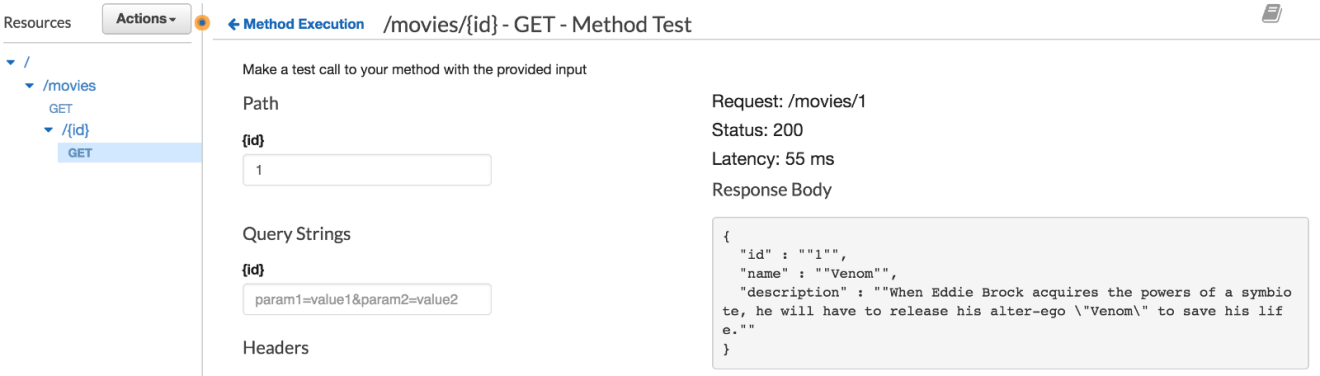 Resources
Actions
Method Execution /movies/{id} - GET - Method Test
/
/movies
GET
/{id}
GET
Make a test call to your method with the provided input
Path
{id}
1
Query Strings
{id}
param1=value1&param2=value2
Headers
Request: /movies/1
Status: 200
Latency: 55 ms
Response Body
{
"id" : ""1"",
"name" : ""Venom"",
"description" : ""When Eddie Brock acquires the powers of a symbio
te, he will have to release his alter-ego \"Venom\" to save his lif
e.""
}